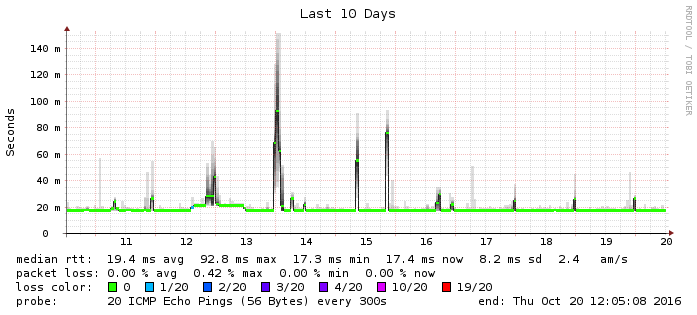 Last 10 Days
RRDTOOL / TOBI OETIKER
Seconds
140 m
120 m
100 m
80 m
60 m
40 m
20 m
0
11 12 13 14 15 16 17 18 19 20
median rtt: 19.4 ms avg 92.8 ms max 17.3 ms min 17.4 ms now 8.2 ms sd 2.4 am/s
packet loss: 0.00 % avg 0.42 % max 0.00 % min 0.00 % now
loss color: 0 1/20 2/20 3/20 4/20 10/20 19/20
probe: 20 ICMP Echo Pings (56 Bytes) every 300s end: Thu Oct 20 12:05:08 2016